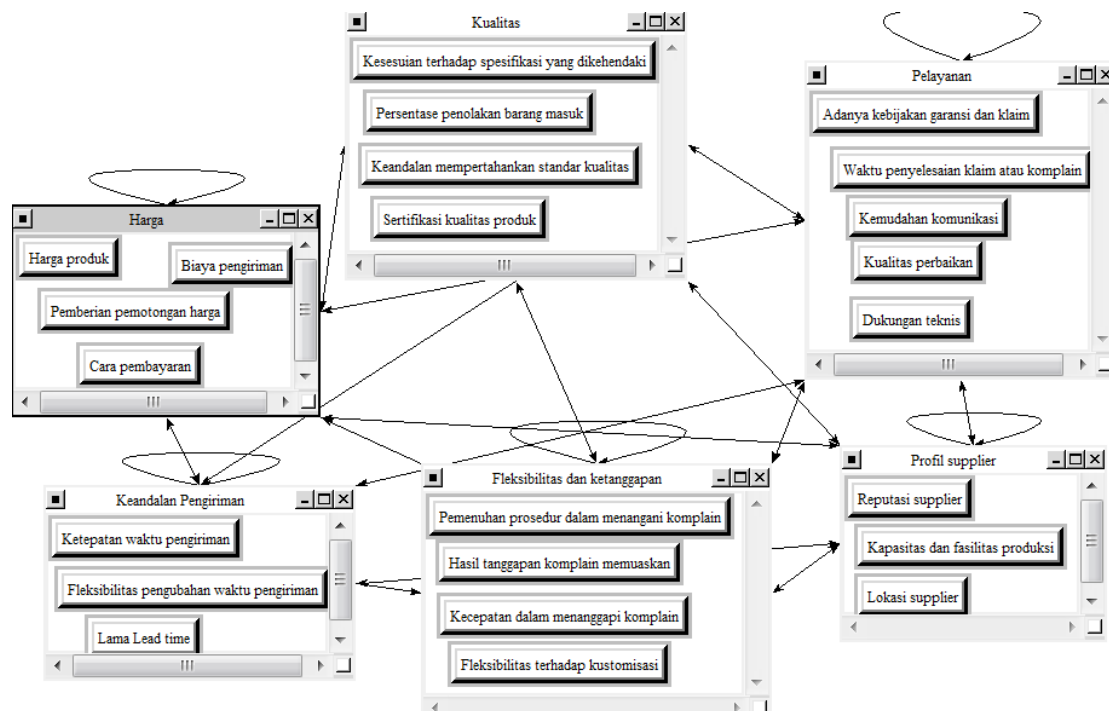 Kualitas
Kesesuian terhadap spesifikasi yang dikehendaki
Persentase penolakan barang masuk
Keandalan mempertahankan standar kualitas
Sertifikasi kualitas produk
Pelayanan
Adanya kebijakan garansi dan klaim
Waktu penyelesaian klaim atau komplain
Kemudahan komunikasi
Kualitas perbaikan
Dukungan teknis
Harga
Harga produk
Biaya pengiriman
Pemberian pemotongan harga
Cara pembayaran
Keandalan Pengiriman
Ketepatan waktu pengiriman
Fleksibilitas pengubahan waktu pengiriman
Lama Lead time
Fleksibilitas dan ketanggapan
Pemenuhan prosedur dalam menangani komplain
Hasil tanggapan komplain memuaskan
Kecepatan dalam menanggapi komplain
Fleksibilitas terhadap kustomisasi
Profil supplier
Reputasi supplier
Kapasitas dan fasilitas produksi
Lokasi supplier